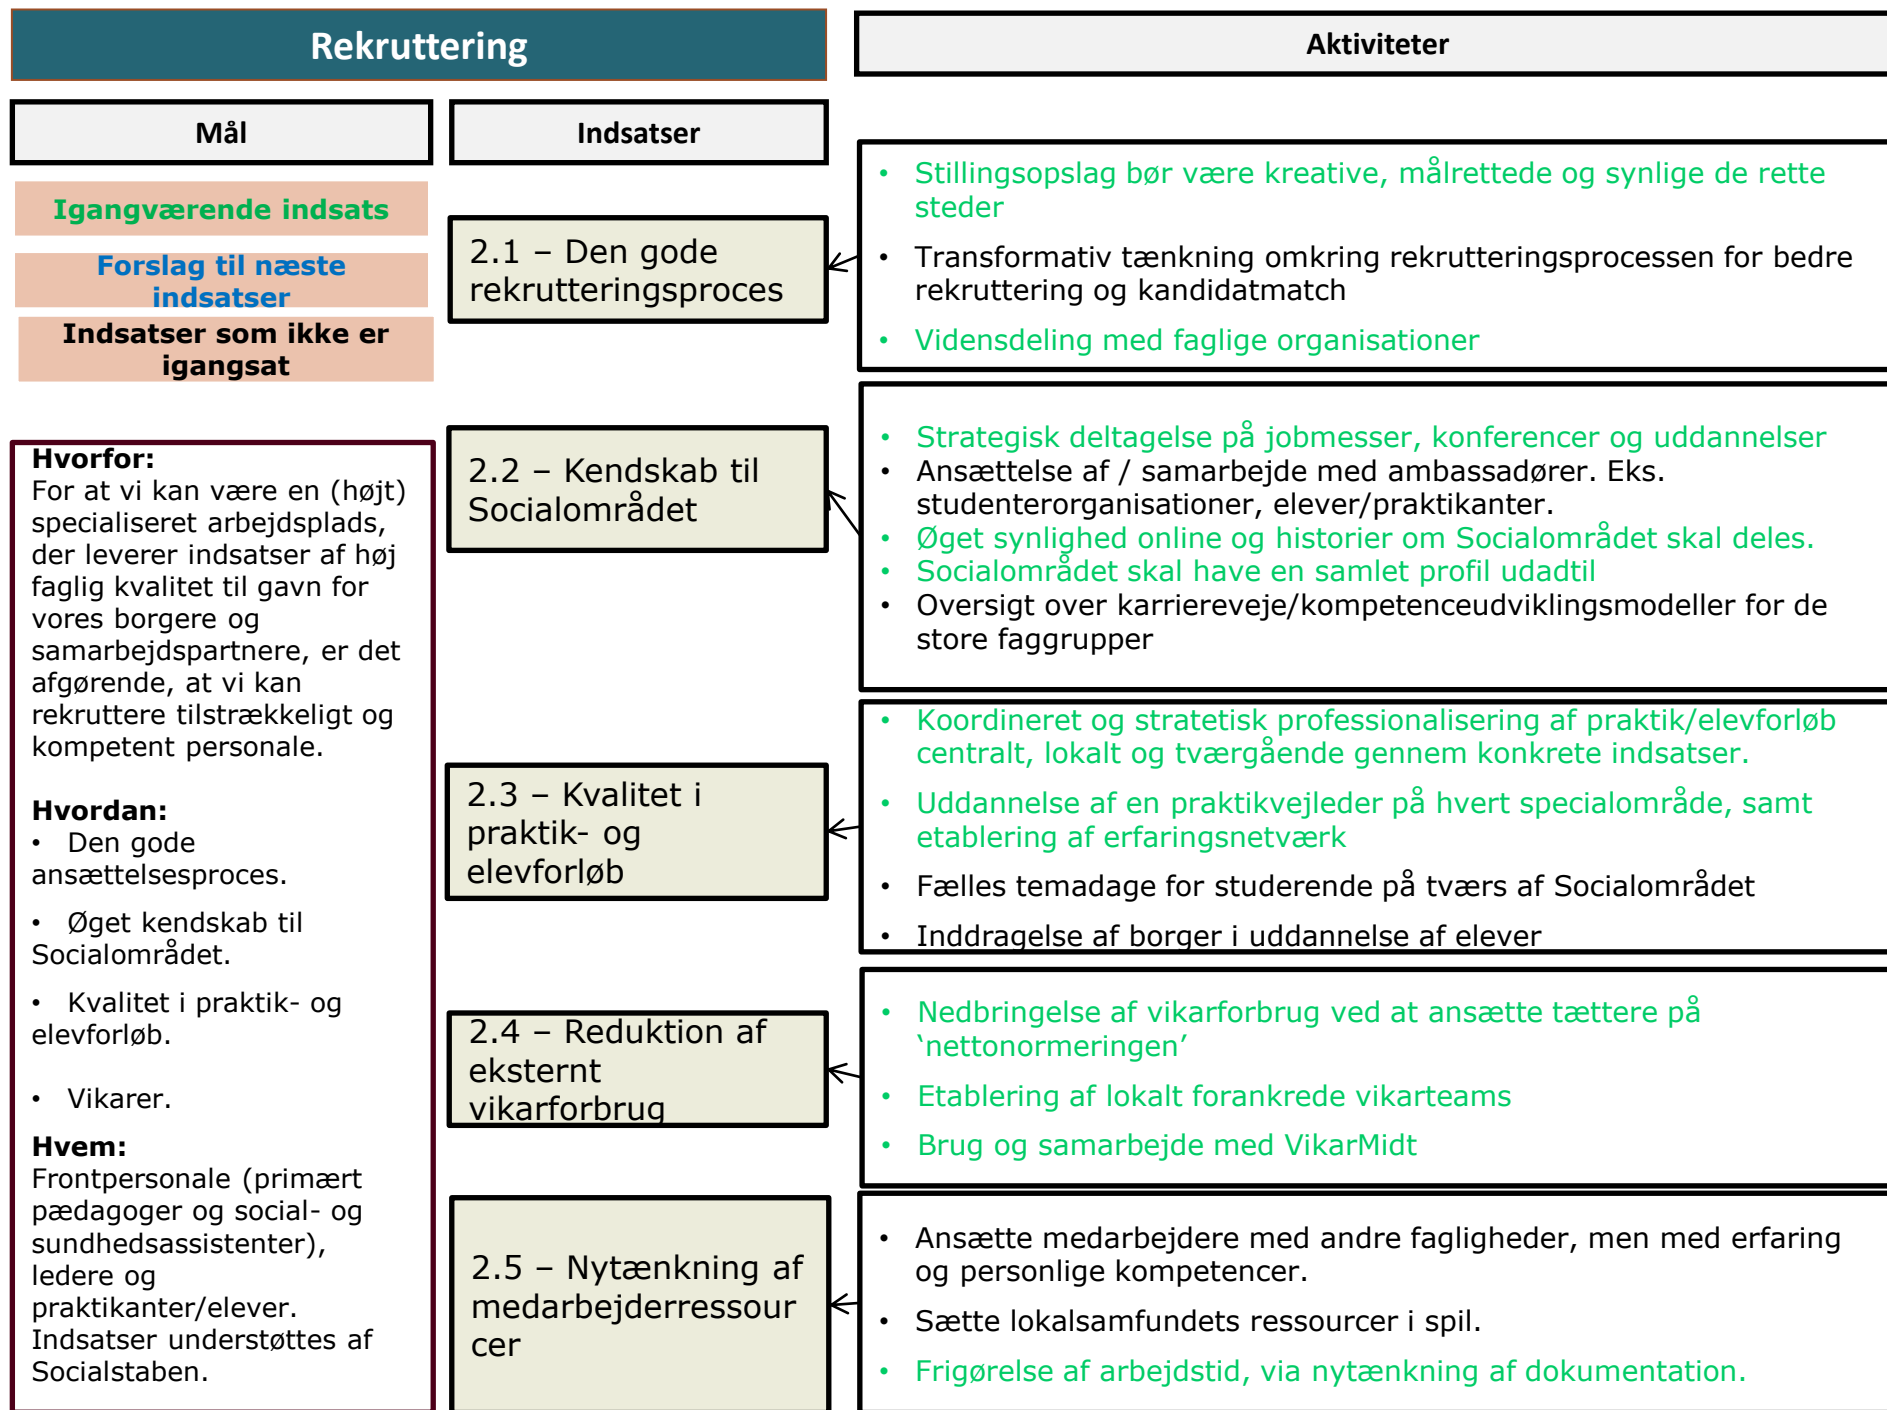 Rekruttering
Aktiviteter
Mål
Indsatser
Igangværende indsats
Forslag til næste
indsatser
Indsatser som ikke er
igangsat
Hvorfor:
For at vi kan være en (højt)
specialiseret arbejdsplads,
der leverer indsatser af høj
faglig kvalitet til gavn for
vores borgere og
samarbejdspartnere, er det
afgørende, at vi kan
rekruttere tilstrækkeligt og
kompetent personale.
Hvordan:
• Den gode
ansættelsesproces.
• Øget kendskab til
Socialområdet.
• Kvalitet i praktik- og
elevforløb.
• Vikarer.
Hvem:
Frontpersonale (primært
pædagoger og social- og
sundhedsassistenter),
ledere og
praktikanter/elever.
Indsatser understøttes af
Socialstaben.
2.1 – Den gode
rekrutteringsproces
• Stillingsopslag bør være kreative, målrettede og synlige de rette
steder
• Transformativ tænkning omkring rekrutteringsprocessen for bedre
rekruttering og kandidatmatch
• Vidensdeling med faglige organisationer
2.2 – Kendskab til
Socialområdet
• Strategisk deltagelse på jobmesser, konferencer og uddannelser
• Ansættelse af / samarbejde med ambassadører. Eks.
studenterorganisationer, elever/praktikanter.
• Øget synlighed online og historier om Socialområdet skal deles.
• Socialområdet skal have en samlet profil udadtil
• Oversigt over karriereveje/kompetenceudviklingsmodeller for de
store faggrupper
2.3 – Kvalitet i
praktik- og
elevforløb
• Koordineret og stratetisk professionalisering af praktik/elevforløb
centralt, lokalt og tværgående gennem konkrete indsatser.
• Uddannelse af en praktikvejleder på hvert specialområde, samt
etablering af erfaringsnetværk
• Fælles temadage for studerende på tværs af Socialområdet
• Inddragelse af borger i uddannelse af elever
2.4 – Reduktion af
eksternt
vikarforbrug
• Nedbringelse af vikarforbrug ved at ansætte tættere på
‘nettonormeringen’
• Etablering af lokalt forankrede vikarteams
• Brug og samarbejde med VikarMidt
2.5 – Nytænkning af
medarbejderressour
cer
• Ansætte medarbejdere med andre fagligheder, men med erfaring
og personlige kompetencer.
• Sætte lokalsamfundets ressourcer i spil.
• Frigørelse af arbejdstid, via nytænkning af dokumentation.